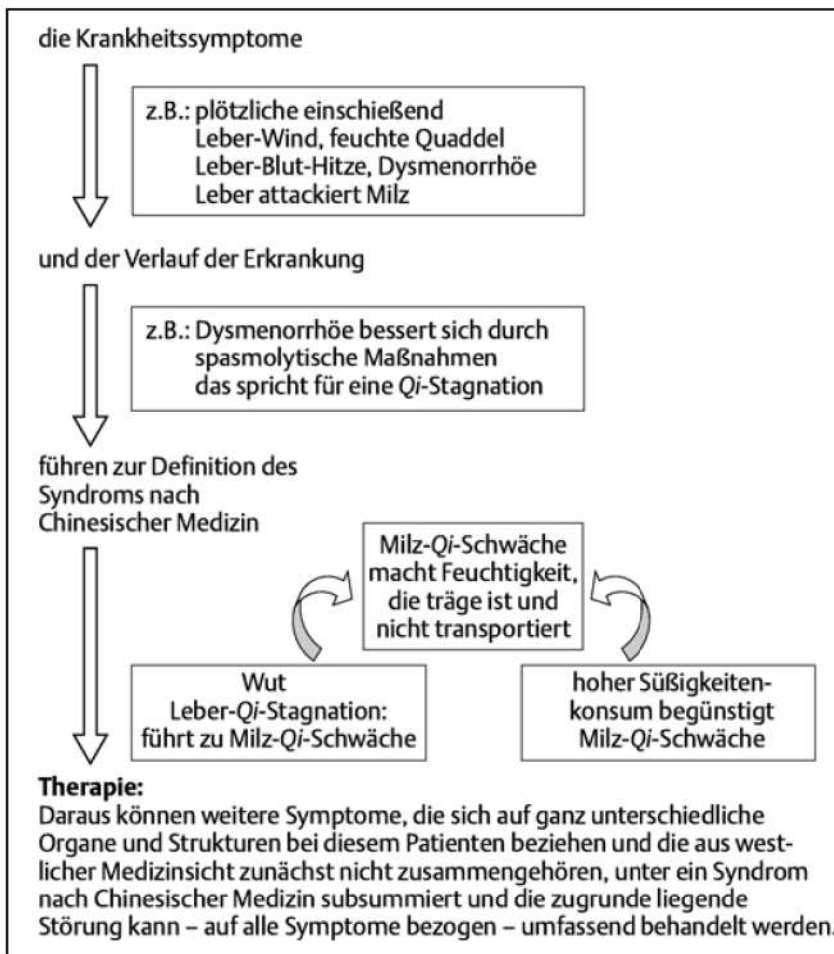 die Krankheitssymptome
z.B.: plötzliche einschießend
Leber-Wind, feuchte Quaddel
Leber-Blut-Hitze, Dysmenorrhöe
Leber attackiert Milz
und der Verlauf der Erkrankung
z.B.: Dysmenorrhöe bessert sich durch
spasmolytische Maßnahmen
das spricht für eine Qi-Stagnation
führen zur Definition des
Syndroms nach
Chinesischer Medizin
Milz-Qi-Schwäche
macht Feuchtigkeit,
die träge ist und
nicht transportiert
Wut
Leber-Qi-Stagnation:
führt zu Milz-Qi-Schwäche
hoher Süßigkeiten-
konsum begünstigt
Milz-Qi-Schwäche
Therapie:
Daraus können weitere Symptome, die sich auf ganz unterschiedliche
Organe und Strukturen bei diesem Patienten beziehen und die aus west-
licher Medizinsicht zunächst nicht zusammengehören, unter ein Syndrom
nach Chinesischer Medizin subsummiert und die zugrunde liegende
Störung kann – auf alle Symptome bezogen – umfassend behandelt werden.